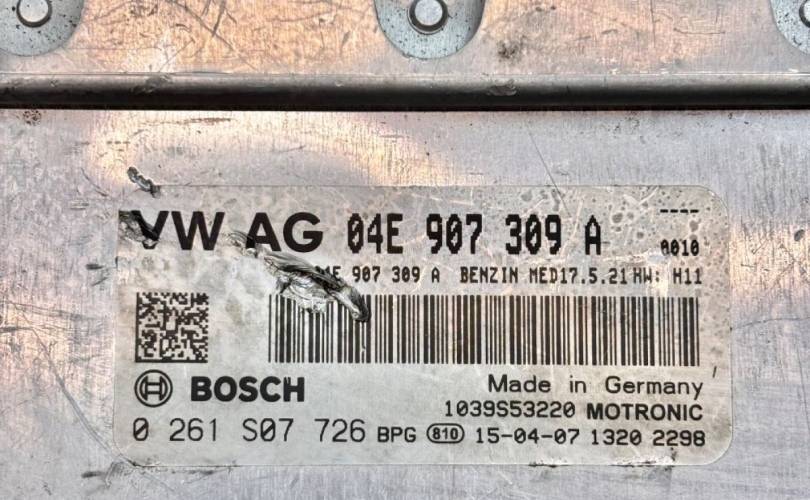 VW AG 04E 907 309 A ----
0010
04E 907 309 A BENZIN MED17.5.21 HW: H11
BOSCH Made in Germany
1039S53220 MOTRONIC
0 261 S07 726 BPG 810 15-04-07 1320 2298